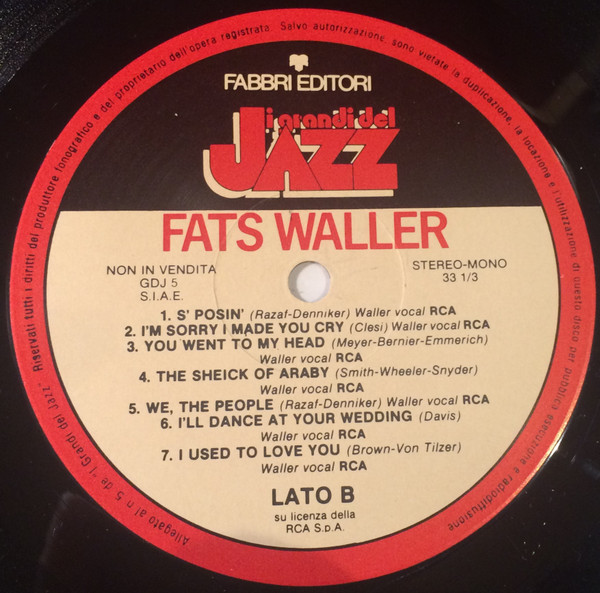 Riservati tutti i diritti del produttore fonografico e del proprietario dell'opera registrata. Salvo autorizzazione, sono vietate la duplicazione, la locazione e l'utilizzazione di questo disco per pubblica esecuzione e radiodiffusione
FABBRI EDITORI
i grandi del
JAZZ
FATS WALLER
NON IN VENDITA
GDJ 5
S.I.A.E.
STEREO-MONO
33 1/3
1. S' POSIN' (Razaf-Denniker) Waller vocal RCA
2. I'M SORRY I MADE YOU CRY (Clesi) Waller vocal RCA
3. YOU WENT TO MY HEAD (Meyer-Bernier-Emmerich)
Waller vocal RCA
4. THE SHEICK OF ARABY (Smith-Wheeler-Snyder)
Waller vocal RCA
5. WE, THE PEOPLE (Razaf-Denniker) Waller vocal RCA
6. I'LL DANCE AT YOUR WEDDING (Davis)
Waller vocal RCA
7. I USED TO LOVE YOU (Brown-Von Tilzer)
Waller vocal RCA
LATO B
su licenza della
RCA S.p.A.
Allegato al n. 5 de "I Grandi del Jazz"